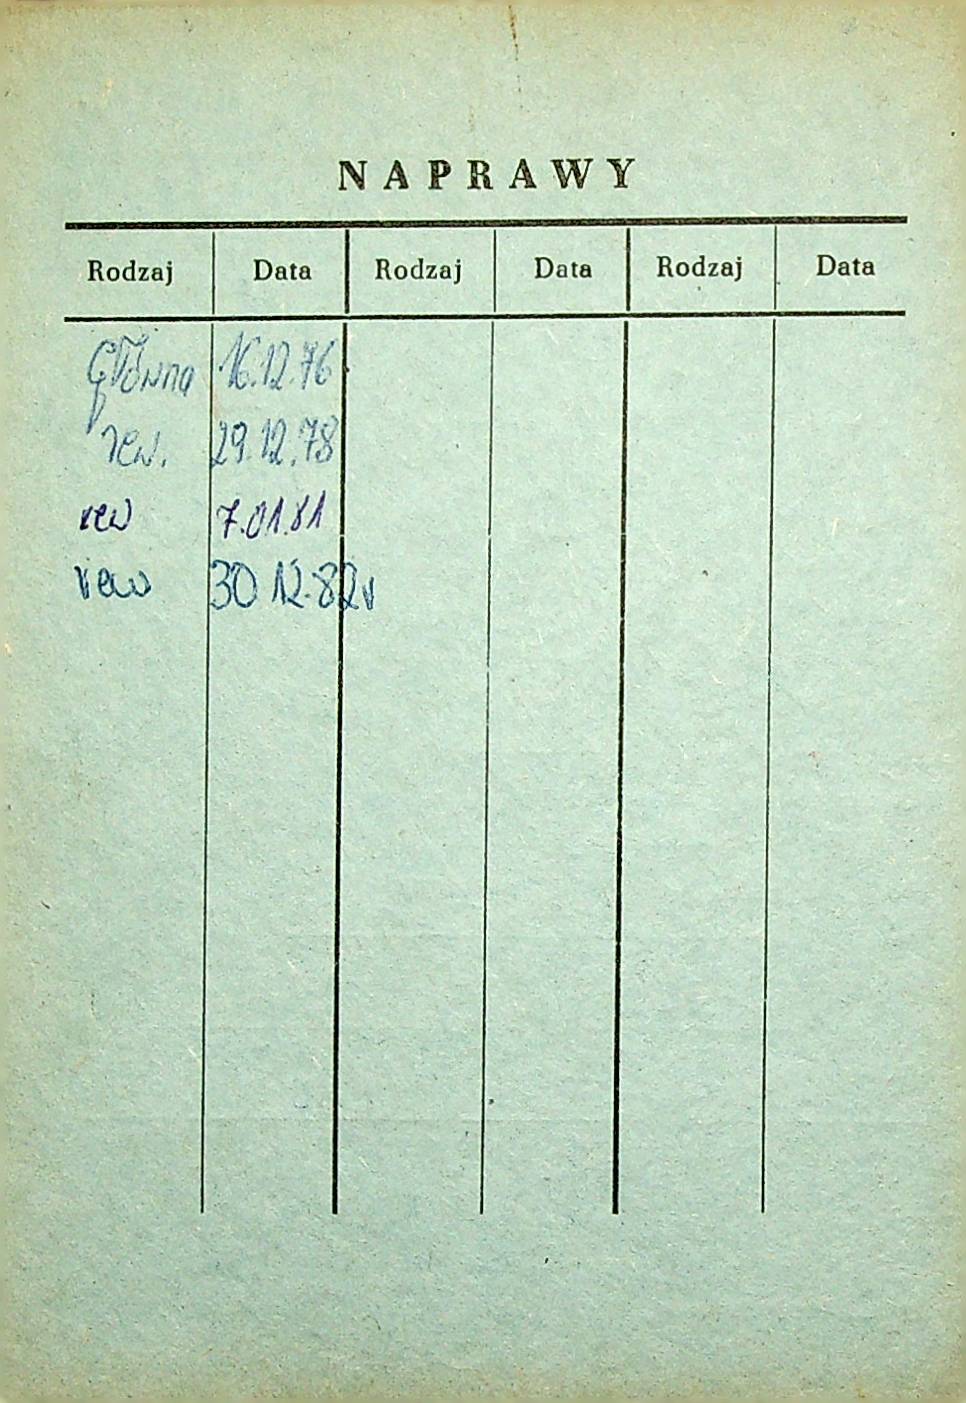 NAPRAWY
Rodzaj Data Rodzaj Data Rodzaj Data
Główna 16.12.76
rew. 29.12.78
rew 7.01.81
rew 30 12.82r